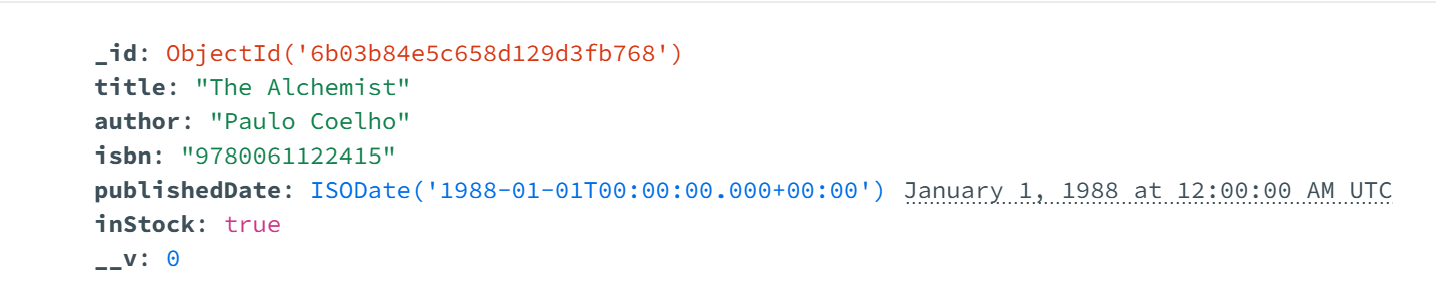 _id: ObjectId('6b03b84e5c658d129d3fb768')
title: "The Alchemist"
author: "Paulo Coelho"
isbn: "9780061122415"
publishedDate: ISODate('1988-01-01T00:00:00.000+00:00') January 1, 1988 at 12:00:00 AM UTC
inStock: true
__v: 0